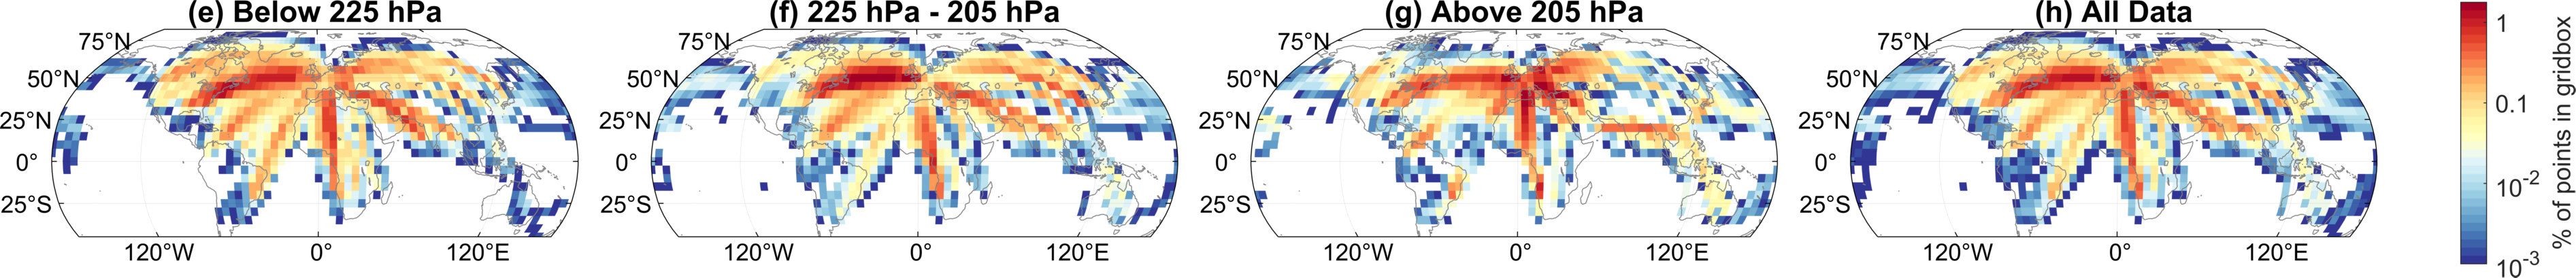 (e) Below 225 hPa
75°N
50°N
25°N
0°
25°S
120°W 0° 120°E
(f) 225 hPa - 205 hPa
75°N
50°N
25°N
0°
25°S
120°W 0° 120°E
(g) Above 205 hPa
75°N
50°N
25°N
0°
25°S
120°W 0° 120°E
(h) All Data
75°N
50°N
25°N
0°
25°S
120°W 0° 120°E
1
0.1
10-2
10-3
% of points in gridbox